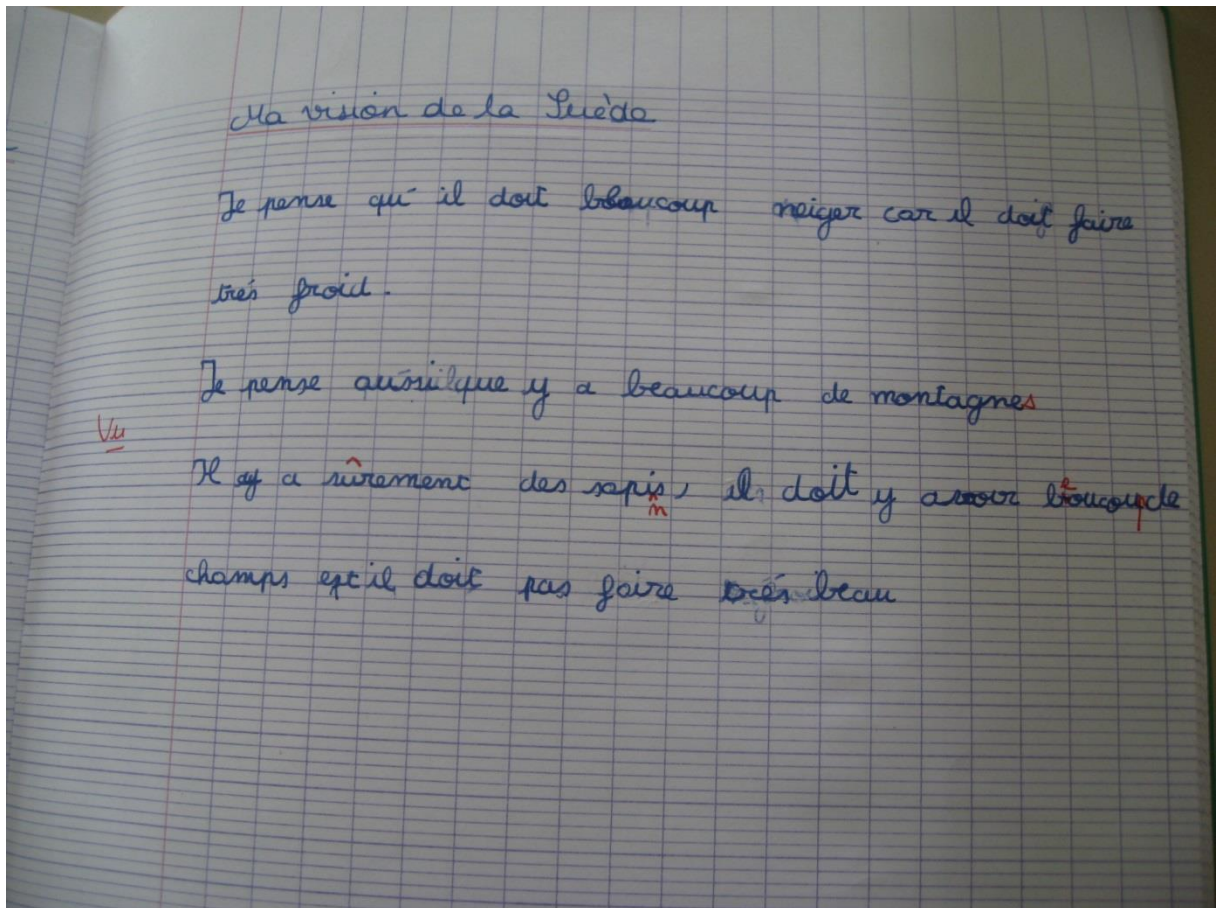 Ma vision de la Suède
Je pense qu'il doit beaucoup neiger car il doit faire
très froid.
Je pense aussi que y a beaucoup de montagnes
Vu
Il y a sûrement des sapins, il doit y avoir beaucoup de
champs et il doit pas faire très beau